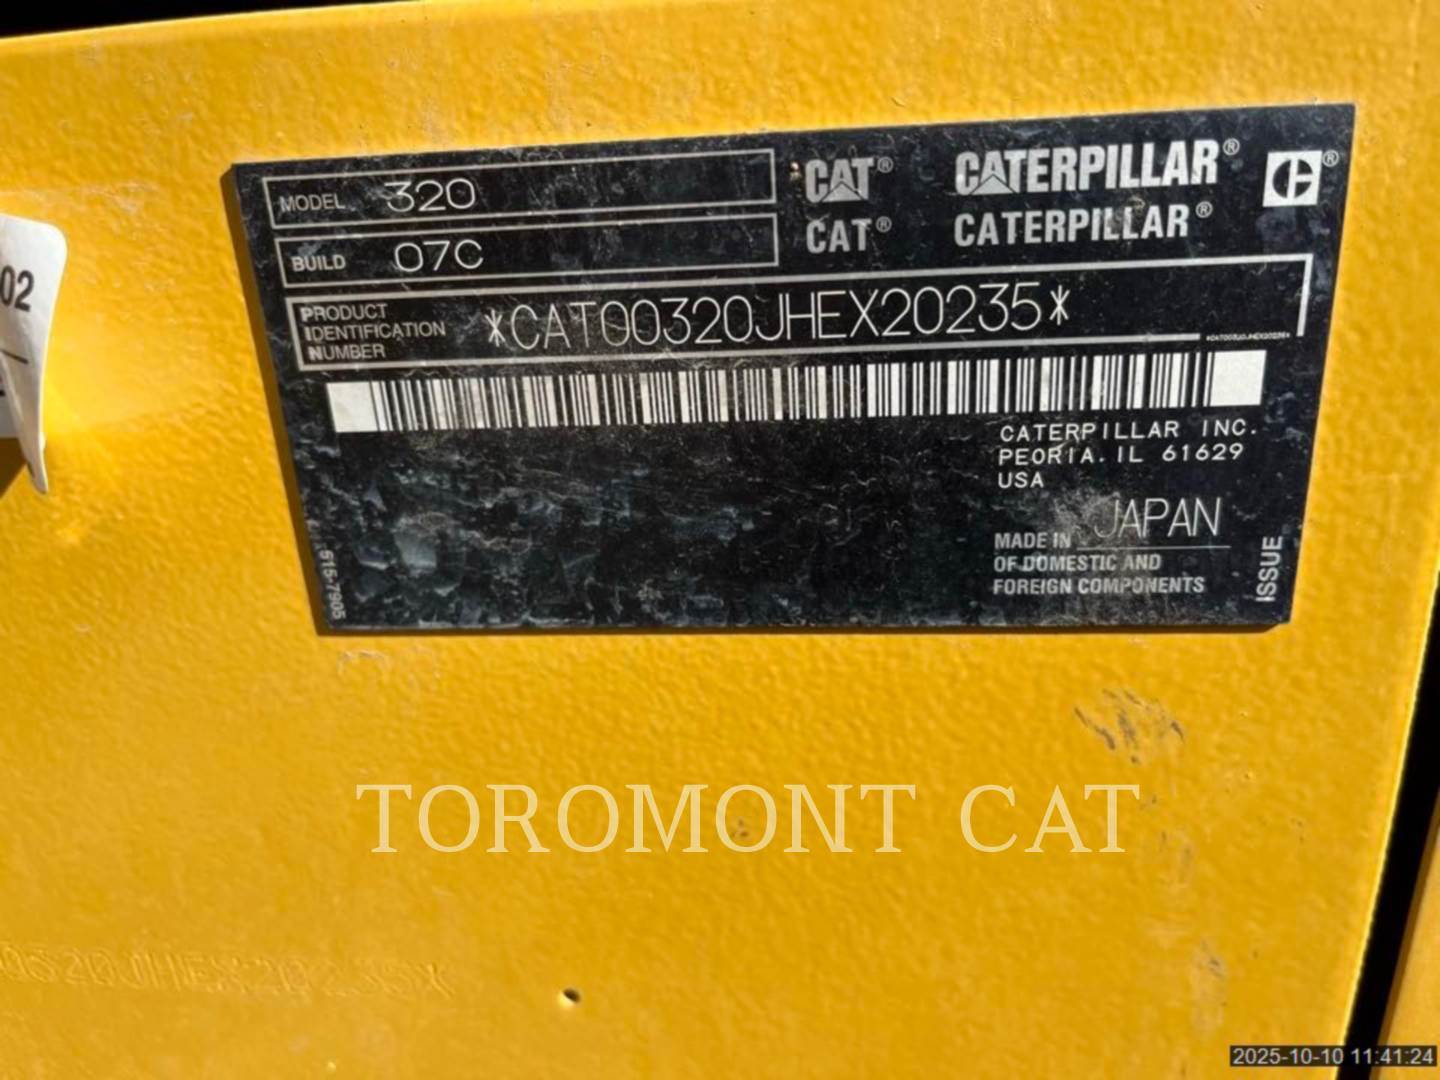 MODEL 320
BUILD 07C
CAT® CATERPILLAR® ®
CAT® CATERPILLAR®
PRODUCT
IDENTIFICATION
NUMBER
*CAT00320JHEX20235*
*CAT00320JHEX20235*
CATERPILLAR INC.
PEORIA. IL 61629
USA
MADE IN JAPAN
OF DOMESTIC AND
FOREIGN COMPONENTS
ISSUE
515-7905
02
TOROMONT CAT
0320JHEX20235*
2025-10-10 11:41:24